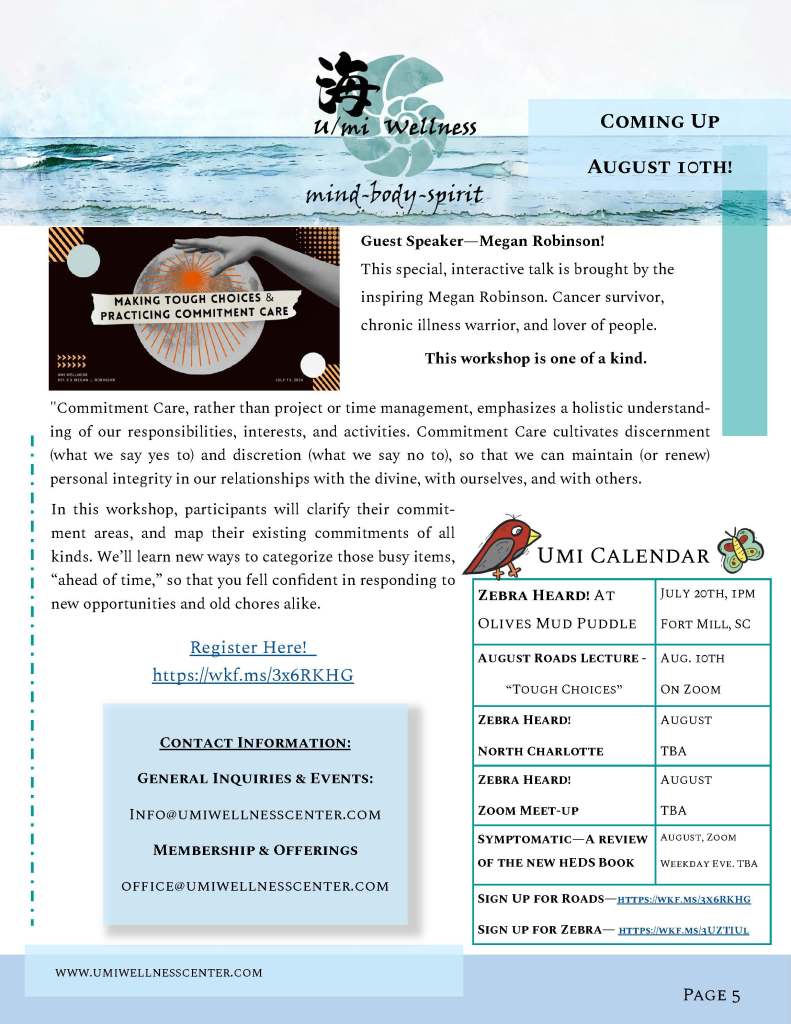 海
U/mi Wellness
mind-body-spirit
Coming Up
August 10th!
MAKING TOUGH CHOICES &
PRACTICING COMMITMENT CARE
UMI WELLNESS
JULY 13, 2024
Guest Speaker—Megan Robinson!
This special, interactive talk is brought by the
inspiring Megan Robinson. Cancer survivor,
chronic illness warrior, and lover of people.
This workshop is one of a kind.
"Commitment Care, rather than project or time management, emphasizes a holistic understand-
ing of our responsibilities, interests, and activities. Commitment Care cultivates discernment
(what we say yes to) and discretion (what we say no to), so that we can maintain (or renew)
personal integrity in our relationships with the divine, with ourselves, and with others.
In this workshop, participants will clarify their commit-
ment areas, and map their existing commitments of all
kinds. We’ll learn new ways to categorize those busy items,
“ahead of time,” so that you fell confident in responding to
new opportunities and old chores alike.
Register Here!
https://wkf.ms/3x6RKHG
Contact Information:
General Inquiries & Events:
Info@umiwellnesscenter.com
Membership & Offerings
office@umiwellnesscenter.com
Umi Calendar
Zebra Heard! At
Olives Mud Puddle
July 20th, 1pm
Fort Mill, SC
August Roads Lecture -
“Tough Choices”
Aug. 10th
On Zoom
Zebra Heard!
North Charlotte
August
TBA
Zebra Heard!
Zoom Meet-up
August
TBA
Symptomatic—A review
of the new hEDS Book
August, Zoom
Weekday Eve. TBA
Sign Up for Roads—https://wkf.ms/3x6RKHG
Sign up for Zebra— https://wkf.ms/3UZTIUl
www.umiwellnesscenter.com
Page 5